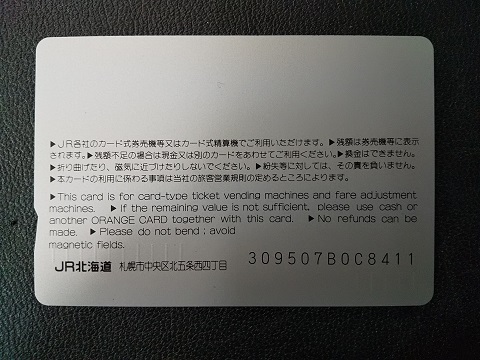 ▶JR各社のカード式券売機等又はカード式精算機でご利用いただけます。▶残額は券売機等に表示
されます。▶残額不足の場合は現金又は別のカードをあわせてご利用ください。▶換金はできません。
▶折り曲げたり、磁気に近づけたりしないでください。▶紛失等に対しては、その責を負いません。
▶本カードの利用に係わる事項は当社の旅客営業規則の定めるところによります。
▶This card is for card-type ticket vending machines and fare adjustment
machines. ▶If the remaining value is not sufficient, please use cash or
another ORANGE CARD together with this card. ▶No refunds can be
made. ▶Please do not bend ; avoid
magnetic fields.
JR北海道 札幌市中央区北五条西四丁目 309507B0C8411